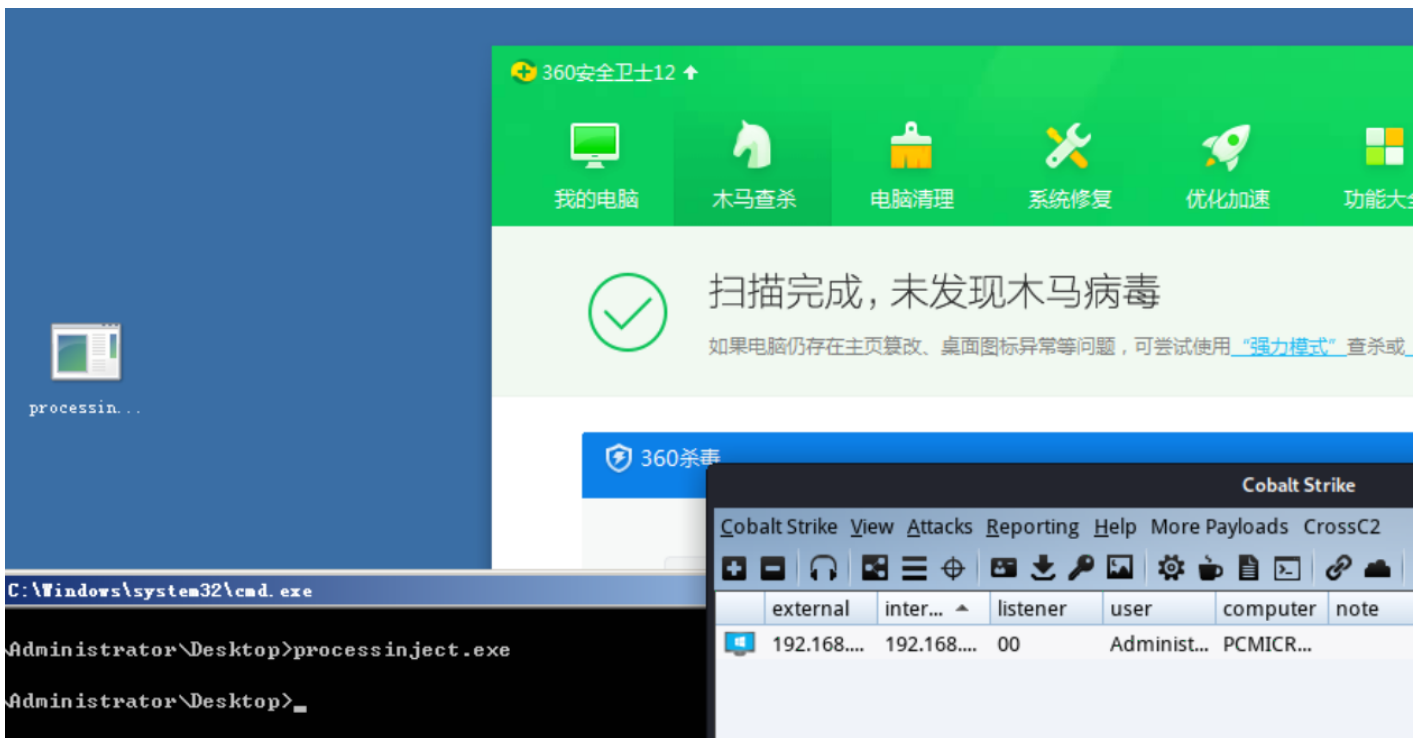 360安全卫士12
我的电脑 木马查杀 电脑清理 系统修复 优化加速 功能大全
扫描完成，未发现木马病毒
如果电脑仍存在主页篡改、桌面图标异常等问题，可尝试使用 “强力模式” 查杀或
processin...
360杀毒
Cobalt Strike
Cobalt Strike View Attacks Reporting Help More Payloads CrossC2
external inter... listener user computer note
192.168.... 192.168.... 00 Administ... PCMICR...
C:\Windows\system32\cmd.exe
Administrator\Desktop>processinject.exe
Administrator\Desktop>_